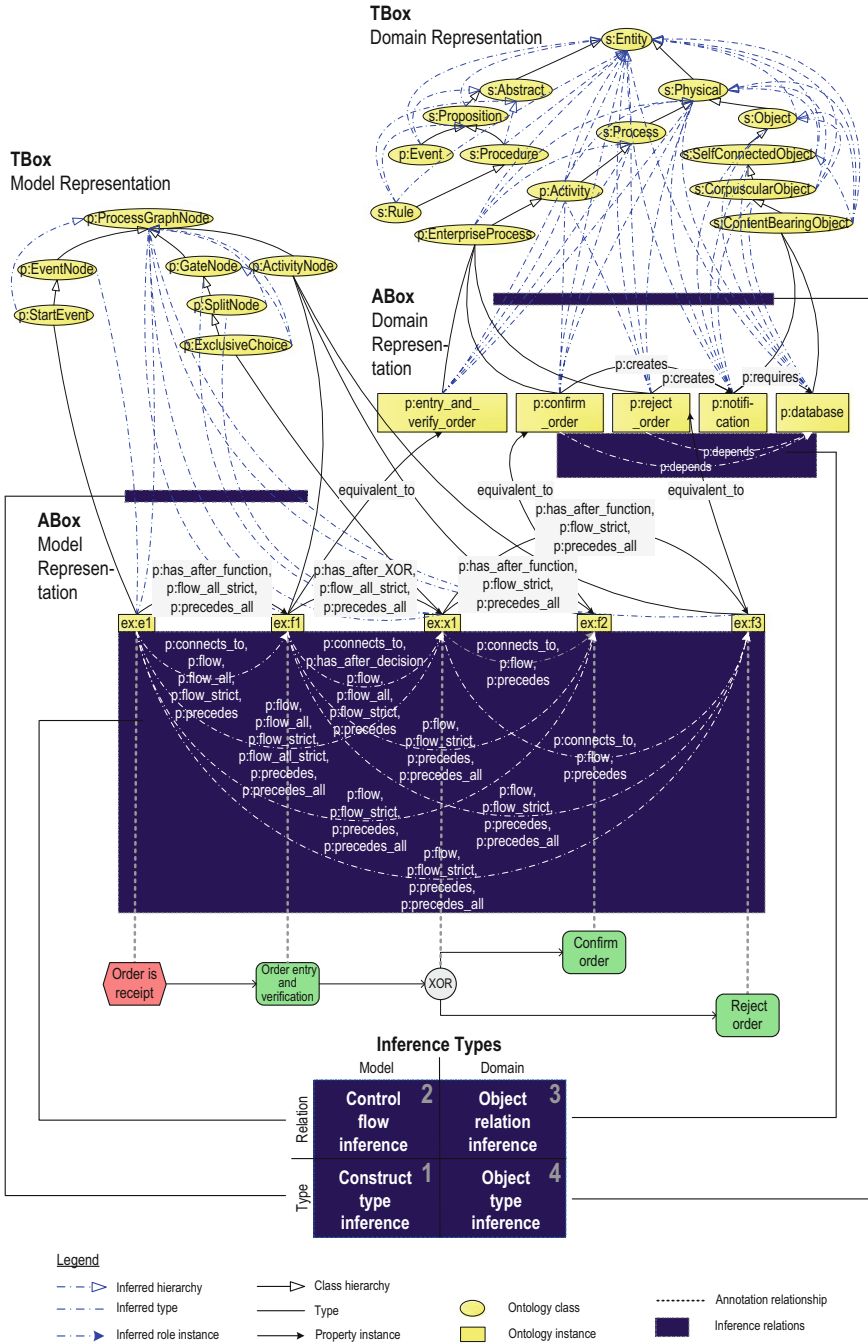 TBox
Domain Representation
s:Entity
s:Abstract
s:Physical
s:Proposition
s:Object
s:Process
p:Event
s:Procedure
s:SelfConnectedObject
TBox
Model Representation
p:Activity
s:CorpuscularObject
s:Rule
p:ProcessGraphNode
s:ContentBearingObject
p:EnterpriseProcess
p:EventNode
p:GateNode
p:ActivityNode
p:SplitNode
p:StartEvent
p:ExclusiveChoice
ABox
Domain
Represen-
tation
p:creates
p:creates
p:requires
p:entry_and_
verify_order
p:confirm
_order
p:reject
_order
p:notifi-
cation
p:database
p:depends
p:depends
equivalent_to
equivalent_to
equivalent_to
ABox
Model
Represen-
tation
p:has_after_function,
p:flow_strict,
p:precedes_all
p:has_after_function,
p:flow_all_strict,
p:precedes_all
p:has_after_XOR,
p:flow_all_strict,
p:precedes_all
p:has_after_function,
p:flow_strict,
p:precedes_all
ex:e1
ex:f1
ex:x1
ex:f2
ex:f3
p:connects_to,
p:flow,
p:flow_all,
p:flow_strict,
p:precedes
p:connects_to,
p:has_after_decision
p:flow,
p:flow_all,
p:flow_strict,
p:precedes
p:connects_to,
p:flow,
p:precedes
p:flow,
p:flow_all,
p:flow_strict,
p:flow_all_strict,
p:precedes,
p:precedes_all
p:flow,
p:flow_strict,
p:precedes,
p:precedes_all
p:connects_to,
p:flow,
p:precedes
p:flow,
p:flow_strict,
p:precedes,
p:precedes_all
p:flow,
p:flow_strict,
p:precedes,
p:precedes_all
p:flow,
p:flow_strict,
p:precedes,
p:precedes_all
Order is
receipt
Order entry
and
verification
XOR
Confirm
order
Reject
order
Inference Types
Model
Domain
Relation
Control
flow
inference
2
Object
relation
inference
3
Type
Construct
type
inference
1
Object
type
inference
4
Legend
Inferred hierarchy
Class hierarchy
Annotation relationship
Inferred type
Type
Ontology class
Inferred role instance
Property instance
Ontology instance
Inference relations